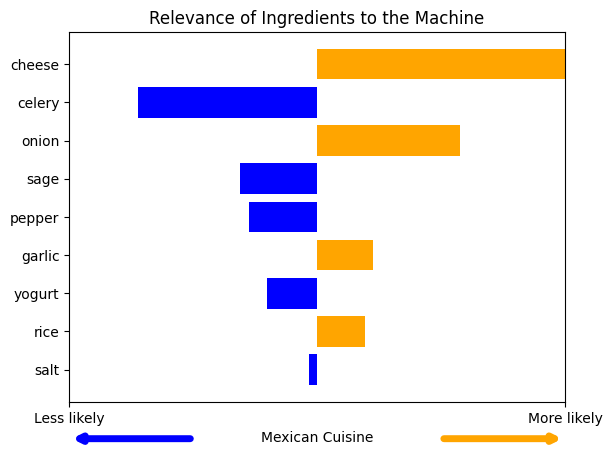 Relevance of Ingredients to the Machine
cheese
celery
onion
sage
pepper
garlic
yogurt
rice
salt
Less likely
More likely
Mexican Cuisine